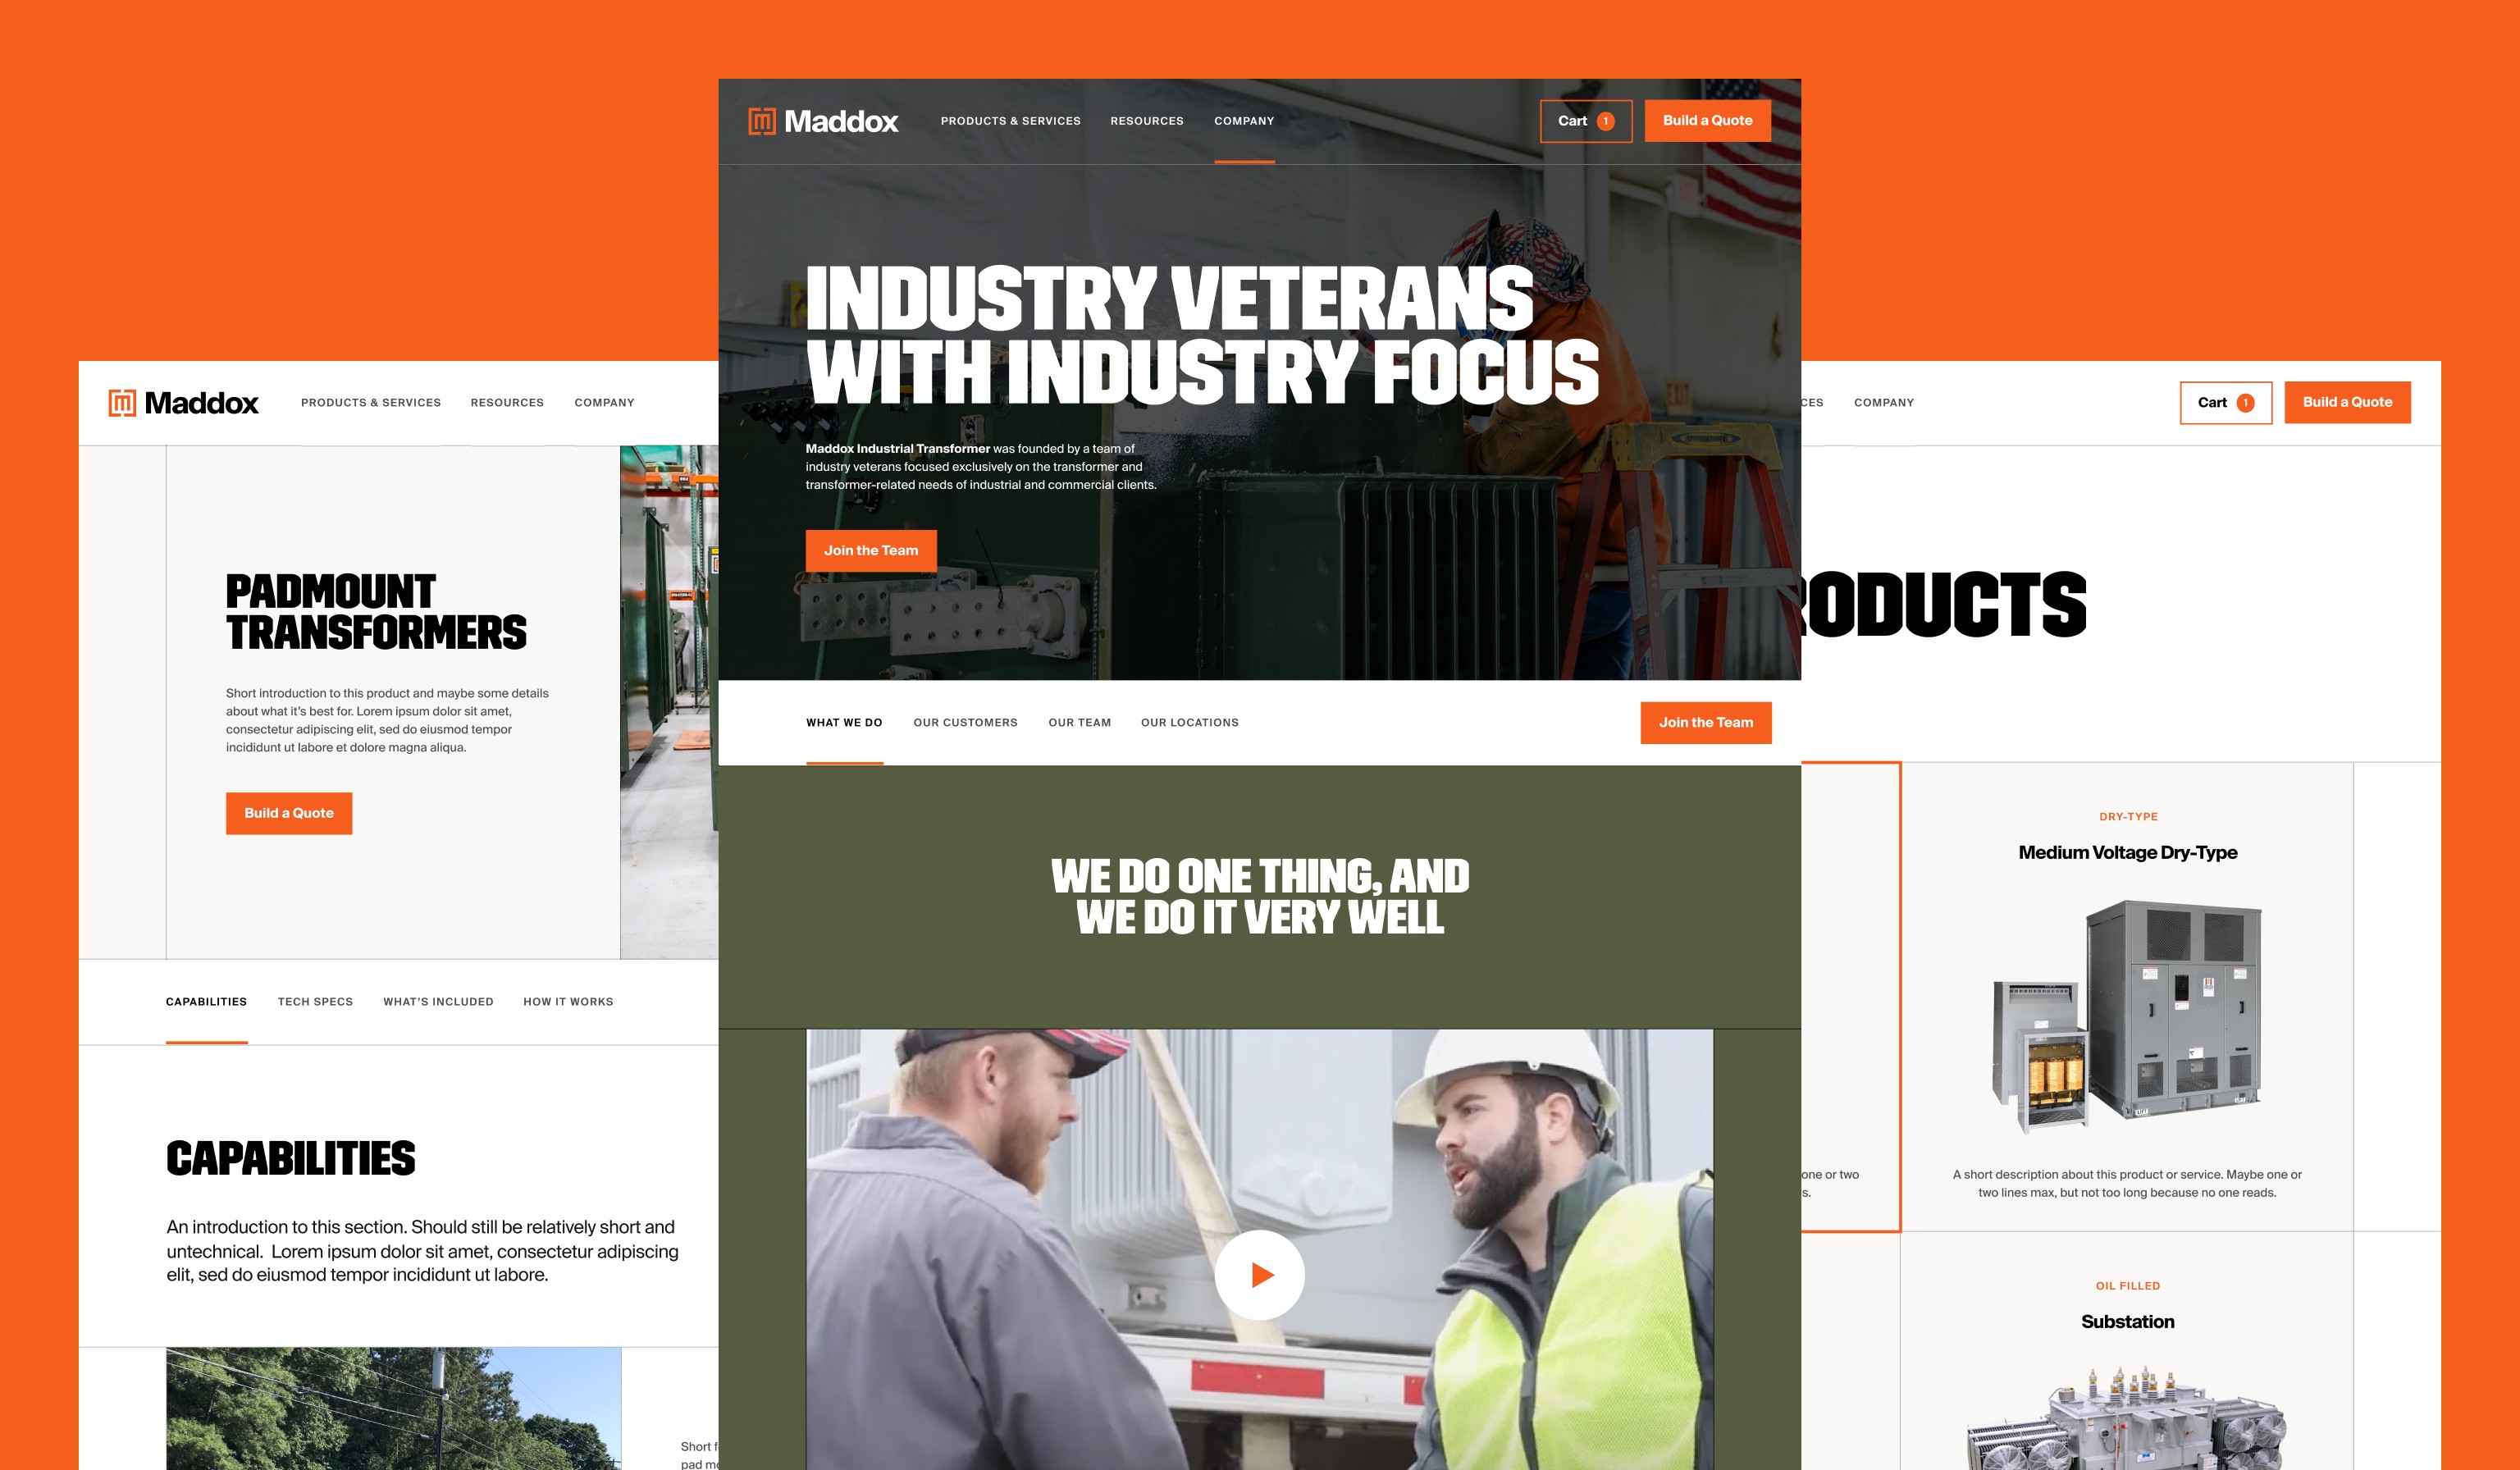 Maddox
PRODUCTS & SERVICES
RESOURCES
COMPANY
Cart 1
Build a Quote
INDUSTRY VETERANS
WITH INDUSTRY FOCUS
Maddox Industrial Transformer was founded by a team of
industry veterans focused exclusively on the transformer and
transformer-related needs of industrial and commercial clients.
Join the Team
WHAT WE DO
OUR CUSTOMERS
OUR TEAM
OUR LOCATIONS
Join the Team
WE DO ONE THING, AND
WE DO IT VERY WELL
Maddox
PRODUCTS & SERVICES
RESOURCES
COMPANY
PADMOUNT
TRANSFORMERS
Short introduction to this product and maybe some details
about what it's best for. Lorem ipsum dolor sit amet,
consectetur adipiscing elit, sed do eiusmod tempor
incididunt ut labore et dolore magna aliqua.
Build a Quote
CAPABILITIES
TECH SPECS
WHAT'S INCLUDED
HOW IT WORKS
CAPABILITIES
An introduction to this section. Should still be relatively short and
untechnical. Lorem ipsum dolor sit amet, consectetur adipiscing
elit, sed do eiusmod tempor incididunt ut labore.
Short
COMPANY
Cart 1
Build a Quote
RODUCTS
one or two
s.
DRY-TYPE
Medium Voltage Dry-Type
A short description about this product or service. Maybe one or
two lines max, but not too long because no one reads.
OIL FILLED
Substation